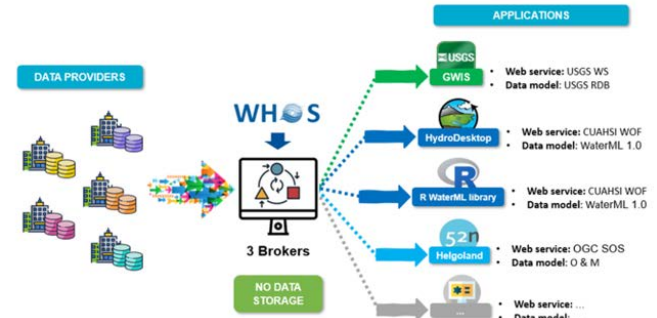 APPLICATIONS
DATA PROVIDERS
USGS
GWIS
• Web service: USGS WS
• Data model: USGS RDB
WHOS
HydroDesktop
• Web service: CUAHSI WOF
• Data model: WaterML 1.0
R
R WaterML library
• Web service: CUAHSI WOF
• Data model: WaterML 1.0
3 Brokers
52n
Helgoland
• Web service: OGC SOS
• Data model: O & M
NO DATA
STORAGE
...
• Web service: ...
• Data model: